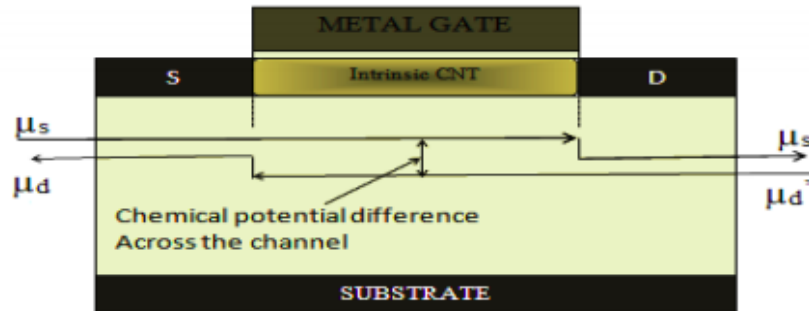 METAL GATE
S
Intrinsic CNT
D
μs
μs
μd
μd
Chemical potential difference
Across the channel
SUBSTRATE